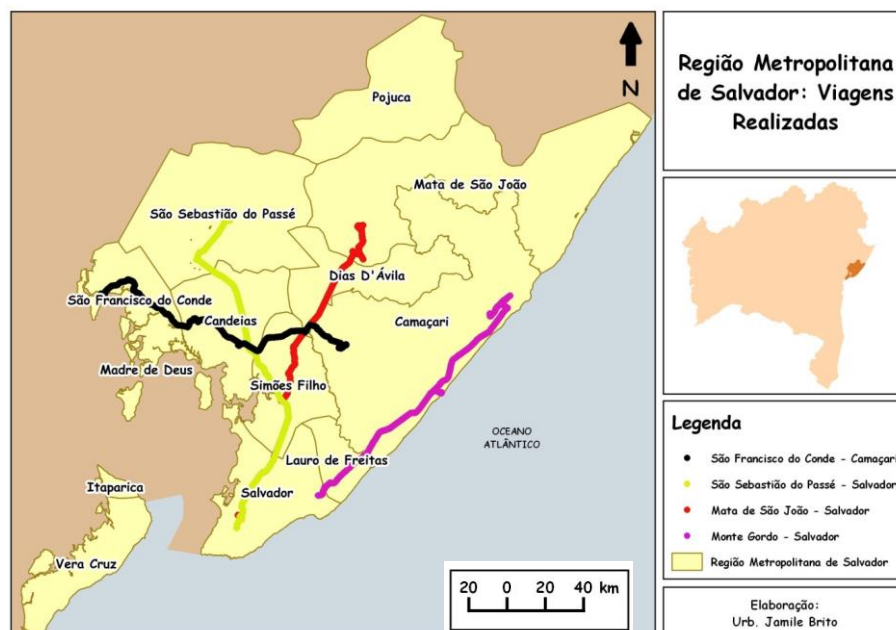 N
Pojuca
Mata de São João
São Sebastião do Passé
Dias D'Ávila
São Francisco do Conde
Candeias
Camaçari
Madre de Deus
Simões Filho
OCEANO
ATLÂNTICO
Lauro de Freitas
Itaparica
Salvador
Vera Cruz
20 0 20 40 km
Região Metropolitana
de Salvador: Viagens
Realizadas
Legenda
São Francisco do Conde - Camaçari
São Sebastião do Passé - Salvador
Mata de São João - Salvador
Monte Gordo - Salvador
Região Metropolitana de Salvador
Elaboração:
Urb. Jamile Brito